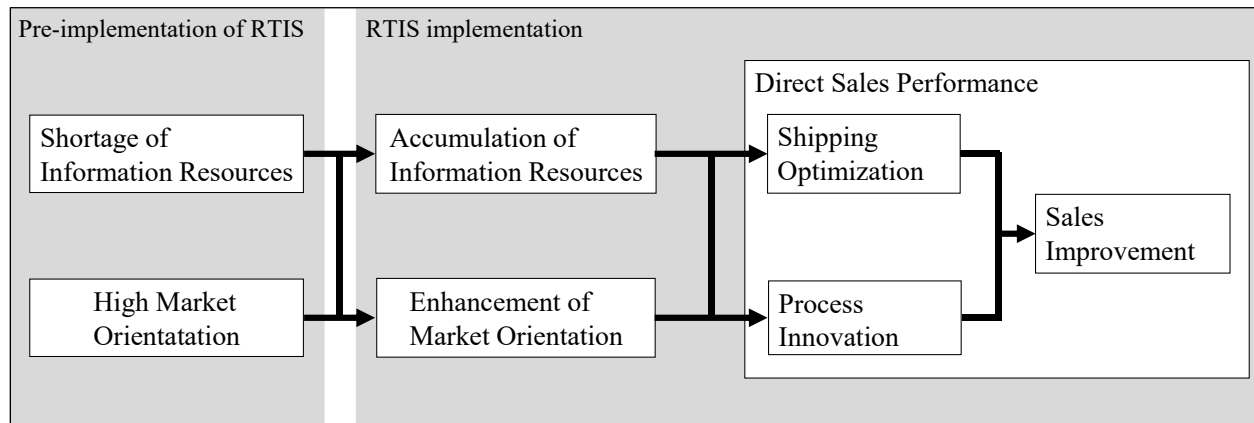 Pre-implementation of RTIS
RTIS implementation
Direct Sales Performance
Shortage of
Information Resources
Accumulation of
Information Resources
Shipping
Optimization
Sales
Improvement
High Market
Orientatation
Enhancement of
Market Orientation
Process
Innovation